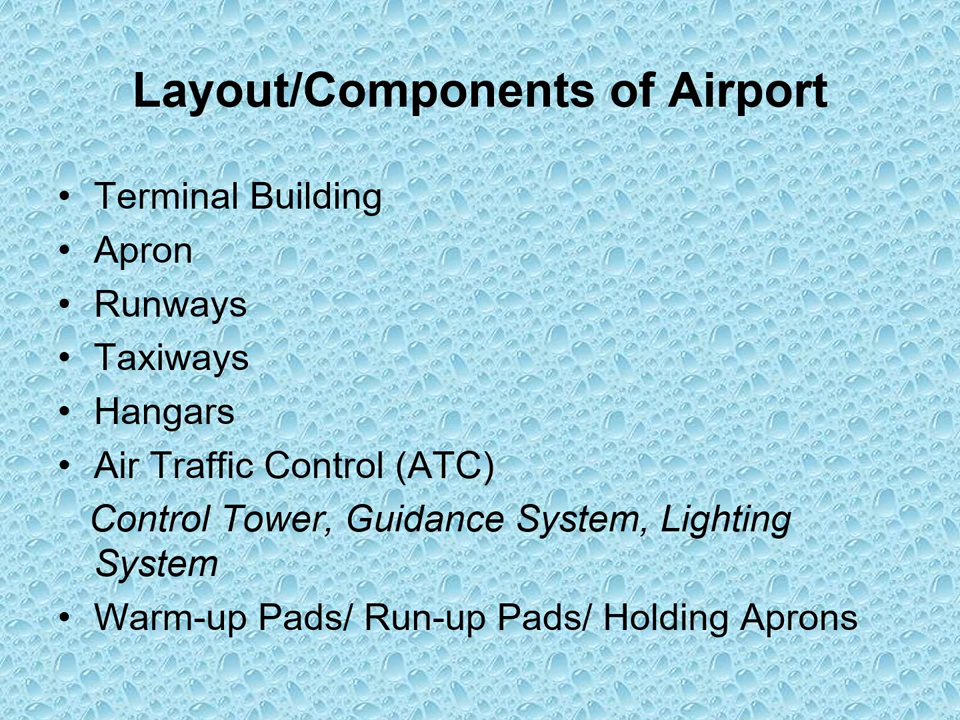 Layout/Components of Airport
• Terminal Building
• Apron
• Runways
• Taxiways
• Hangars
• Air Traffic Control (ATC)
Control Tower, Guidance System, Lighting
System
• Warm-up Pads/ Run-up Pads/ Holding Aprons